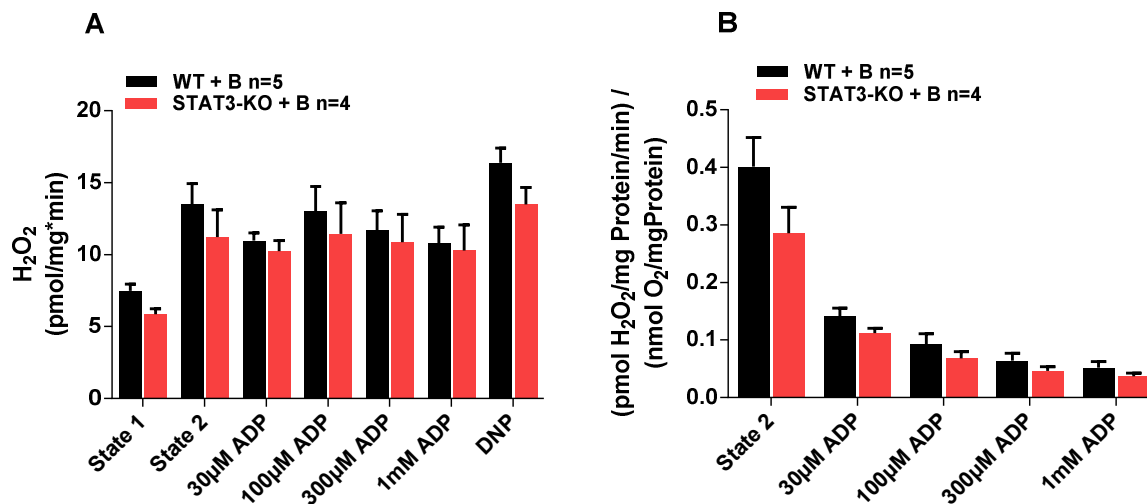 A
WT + B n=5
STAT3-KO + B n=4
H₂O₂
(pmol/mg*min)
20
15
10
5
0
State 1
State 2
30µM ADP
100µM ADP
300µM ADP
1mM ADP
DNP
B
WT + B n=5
STAT3-KO + B n=4
(pmol H₂O₂/mg Protein/min) /
(nmol O₂/mgProtein)
0.5
0.4
0.3
0.2
0.1
0.0
State 2
30µM ADP
100µM ADP
300µM ADP
1mM ADP